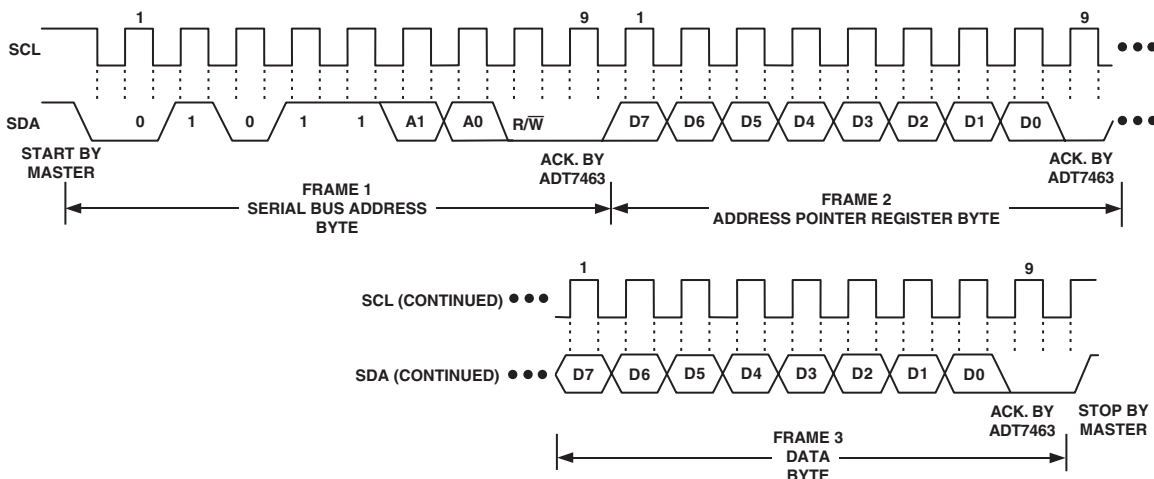 1 9 1 9
SCL
SDA 0 1 0 1 1 A1 A0 R/W̅ D7 D6 D5 D4 D3 D2 D1 D0
START BY
MASTER
ACK. BY
ADT7463
ACK. BY
ADT7463
FRAME 1
SERIAL BUS ADDRESS
BYTE
FRAME 2
ADDRESS POINTER REGISTER BYTE
1 9
SCL (CONTINUED)
SDA (CONTINUED) D7 D6 D5 D4 D3 D2 D1 D0
ACK. BY
ADT7463
STOP BY
MASTER
FRAME 3
DATA
BYTE